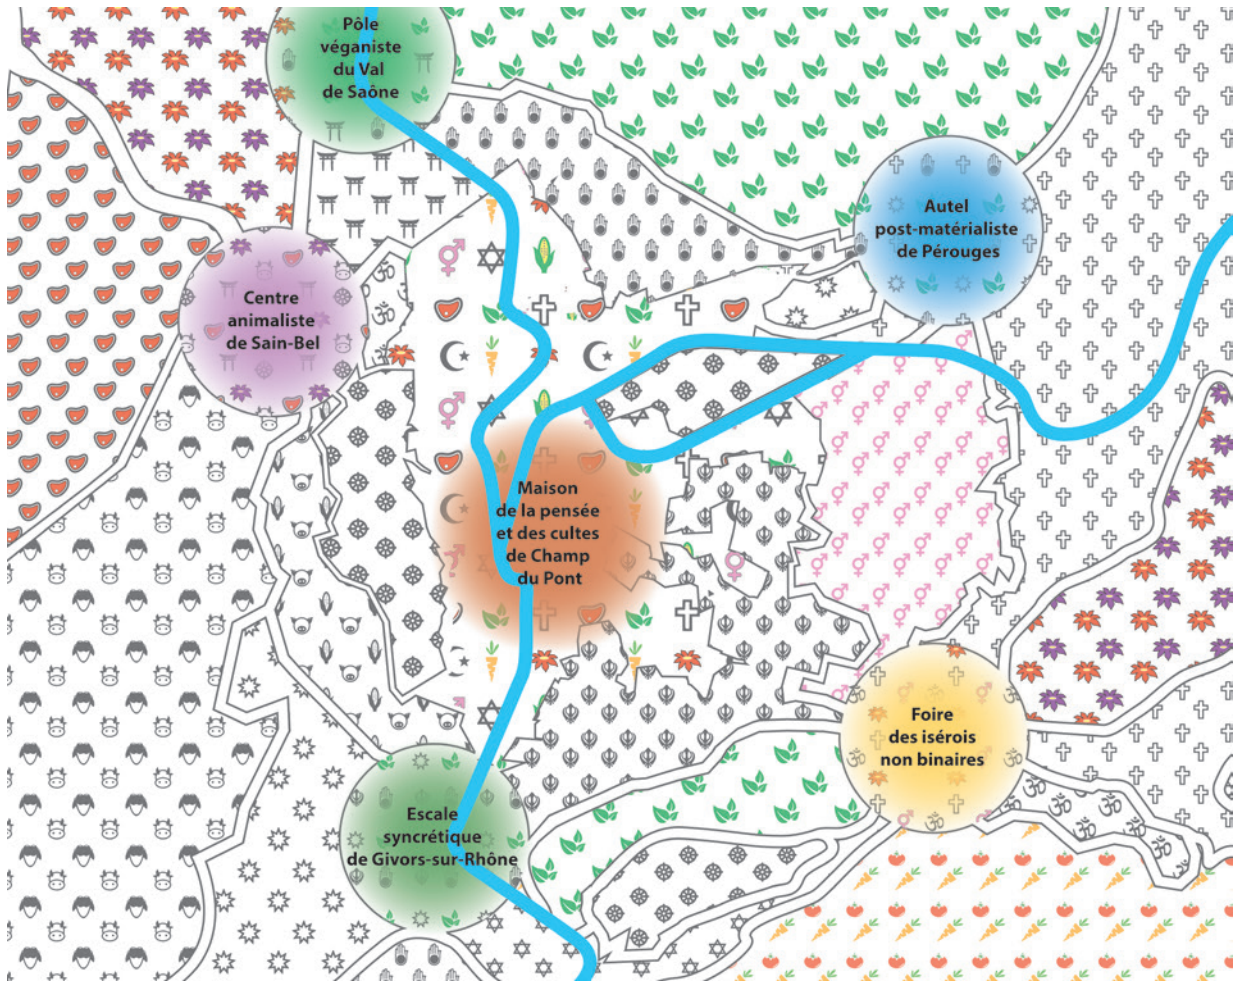 Pôle
véganiste
du Val
de Saône
Autel
post-matérialiste
de Pérouges
Centre
animaliste
de Sain-Bel
Maison
de la pensée
et des cultes
de Champ
du Pont
Foire
des isérois
non binaires
Escale
syncrétique
de Givors-sur-Rhône